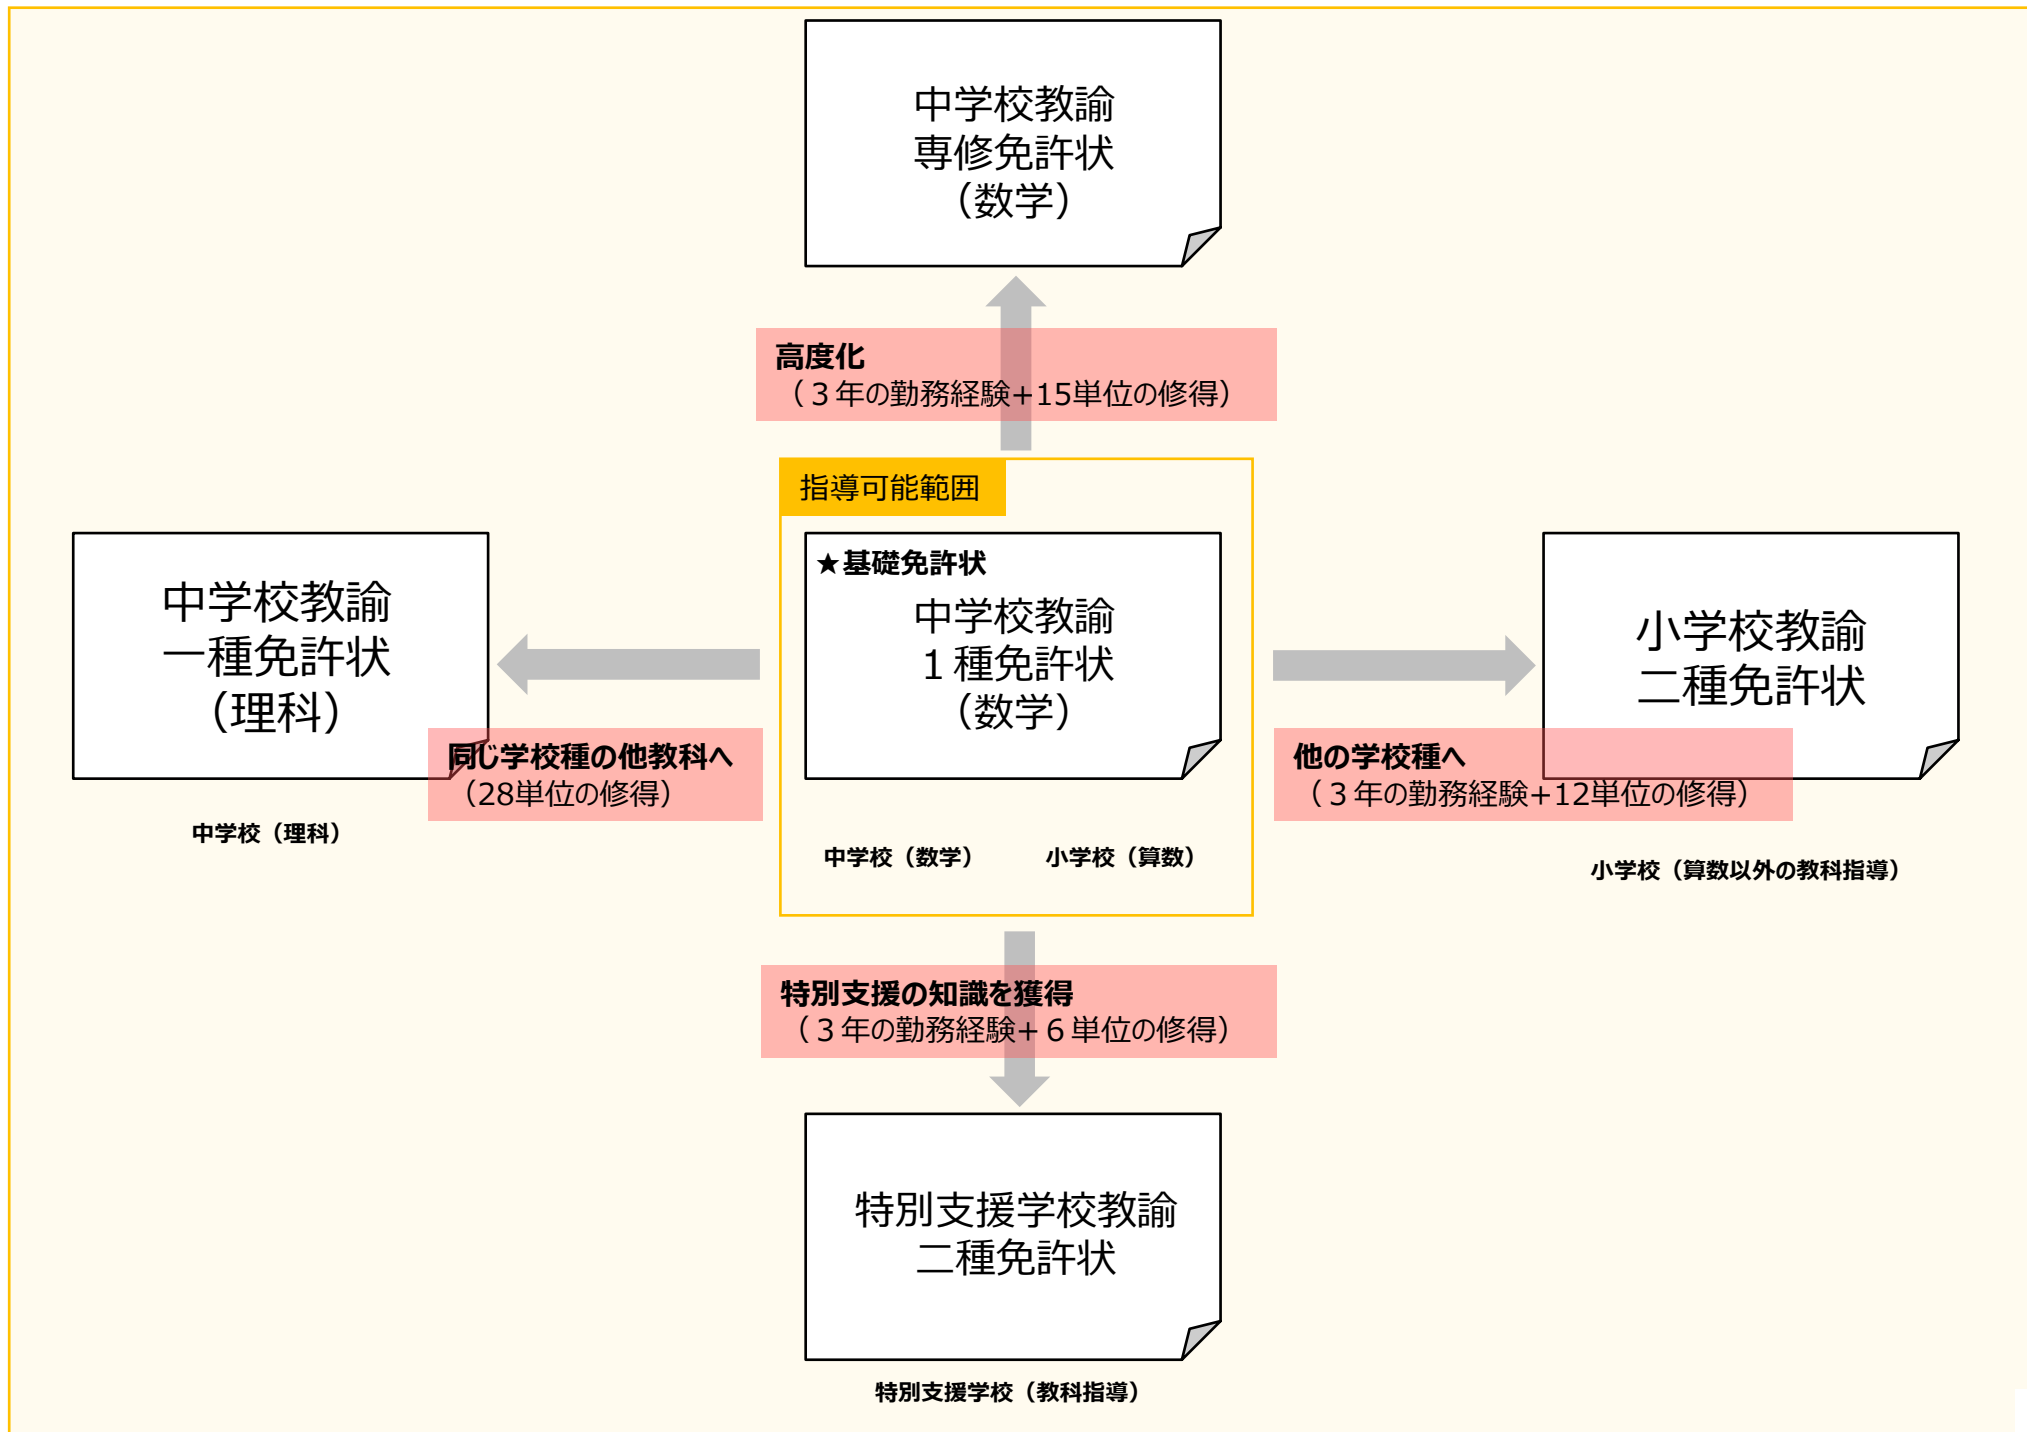 中学校教諭
専修免許状
（数学）
高度化
（３年の勤務経験+15単位の修得）
指導可能範囲
★基礎免許状
中学校教諭
１種免許状
（数学）
中学校（数学）
小学校（算数）
中学校教諭
一種免許状
（理科）
同じ学校種の他教科へ
（28単位の修得）
中学校（理科）
小学校教諭
二種免許状
他の学校種へ
（３年の勤務経験+12単位の修得）
小学校（算数以外の教科指導）
特別支援の知識を獲得
（３年の勤務経験+６単位の修得）
特別支援学校教諭
二種免許状
特別支援学校（教科指導）